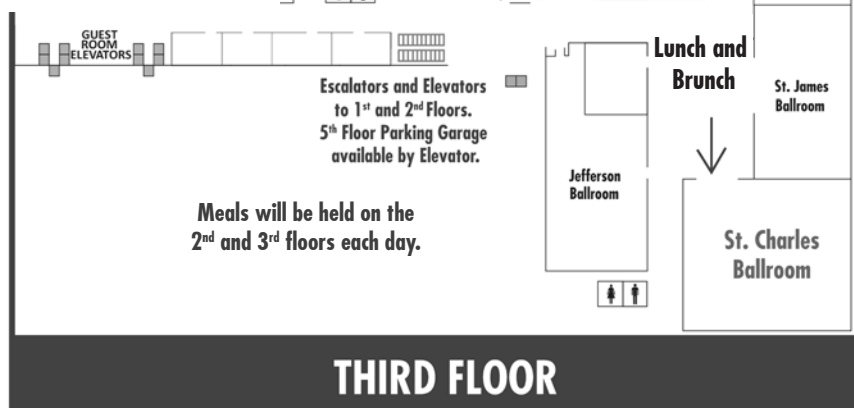 GUEST
ROOM
ELEVATORS
Escalators and Elevators
to 1st and 2nd Floors.
5th Floor Parking Garage
available by Elevator.
Lunch and
Brunch
St. James
Ballroom
Jefferson
Ballroom
Meals will be held on the
2nd and 3rd floors each day.
St. Charles
Ballroom
THIRD FLOOR